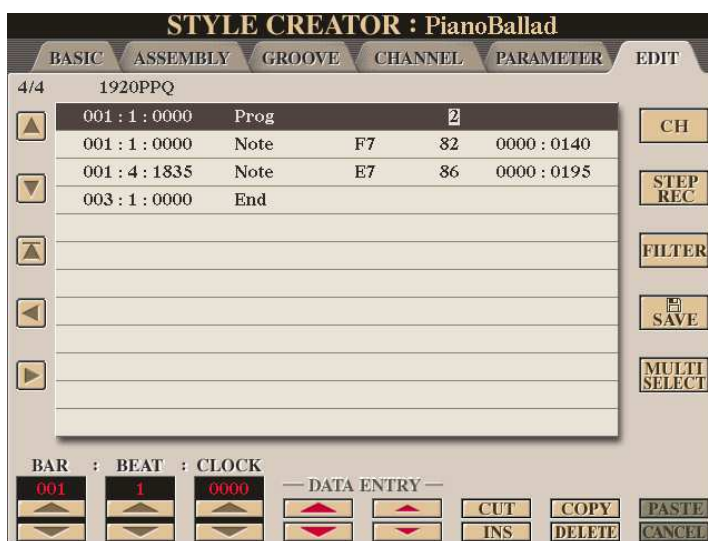 STYLE CREATOR : PianoBallad
BASIC ASSEMBLY GROOVE CHANNEL PARAMETER EDIT
4/4 1920PPQ
001 : 1 : 0000 Prog 2
001 : 1 : 0000 Note F7 82 0000 : 0140
001 : 4 : 1835 Note E7 86 0000 : 0195
003 : 1 : 0000 End
CH
STEP
REC
FILTER
SAVE
MULTI
SELECT
BAR : BEAT : CLOCK
DATA ENTRY
001 1 0000
CUT COPY PASTE
INS DELETE CANCEL